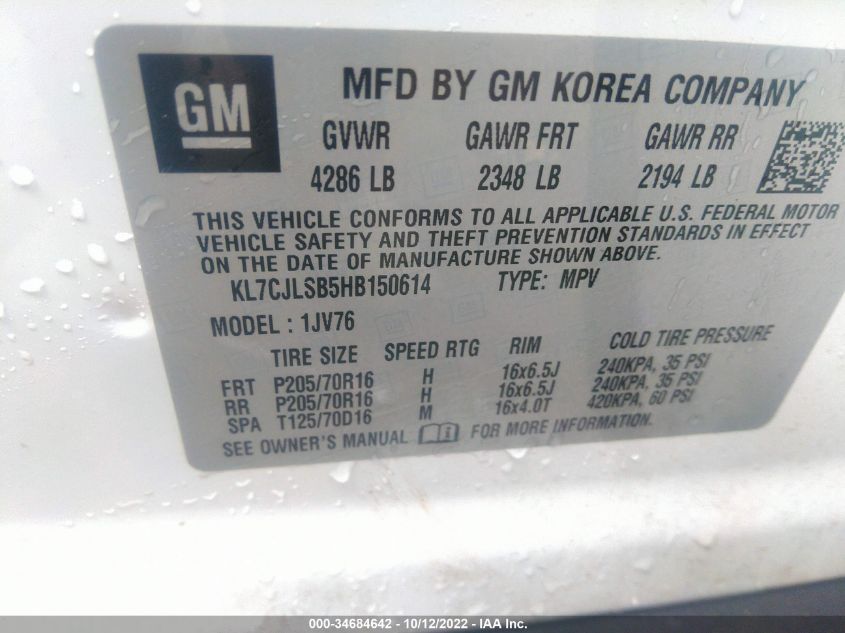 GM
MFD BY GM KOREA COMPANY
GVWR GAWR FRT GAWR RR
4286 LB 2348 LB 2194 LB
THIS VEHICLE CONFORMS TO ALL APPLICABLE U.S. FEDERAL MOTOR
VEHICLE SAFETY AND THEFT PREVENTION STANDARDS IN EFFECT
ON THE DATE OF MANUFACTURE SHOWN ABOVE.
KL7CJLSB5HB150614 TYPE: MPV
MODEL : 1JV76
TIRE SIZE SPEED RTG RIM COLD TIRE PRESSURE
FRT P205/70R16 H 16x6.5J 240KPA, 35 PSI
RR P205/70R16 H 16x6.5J 240KPA, 35 PSI
SPA T125/70D16 M 16x4.0T 420KPA, 60 PSI
SEE OWNER'S MANUAL FOR MORE INFORMATION.
000-34684642 - 10/12/2022 - IAA Inc.